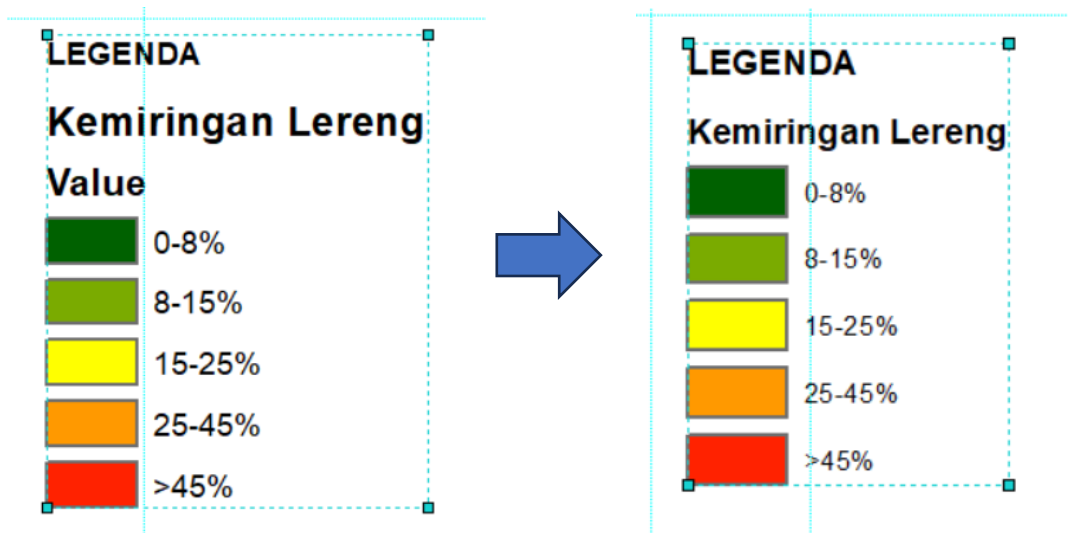 LEGENDA
Kemiringan Lereng
Value
0-8%
8-15%
15-25%
25-45%
>45%
LEGENDA
Kemiringan Lereng
0-8%
8-15%
15-25%
25-45%
>45%